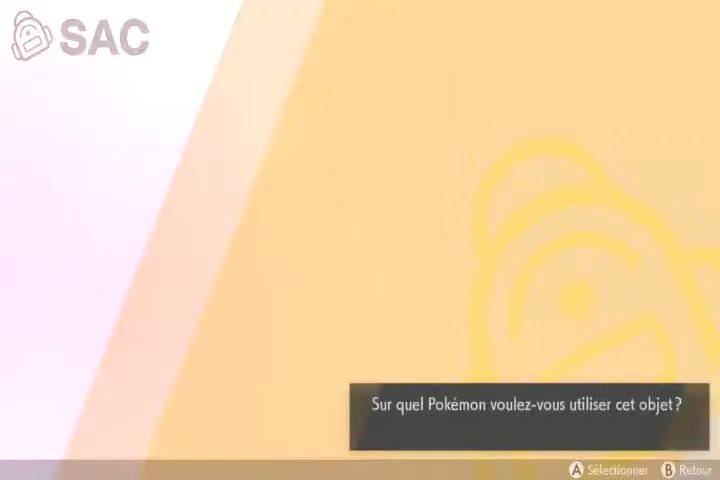 SAC
Sur quel Pokémon voulez-vous utiliser cet objet ?
A Sélectionner B Retour